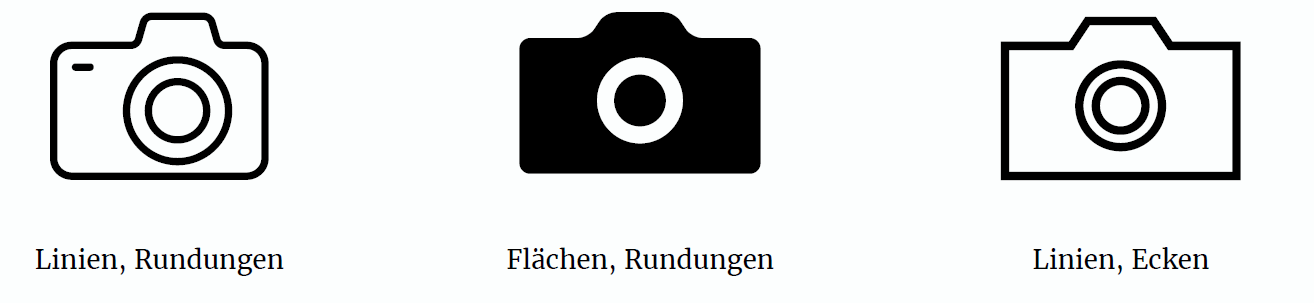 Linien, Rundungen
Flächen, Rundungen
Linien, Ecken